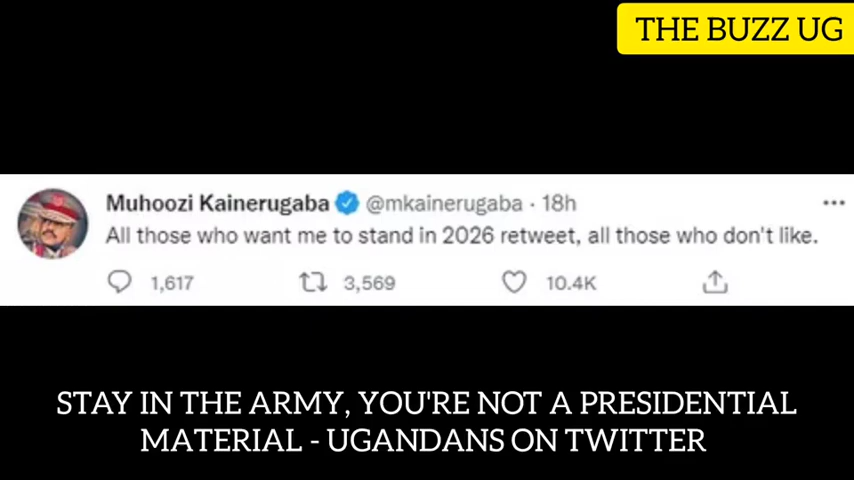 THE BUZZ UG
Muhoozi Kainerugaba @mkainerugaba · 18h
All those who want me to stand in 2026 retweet, all those who don't like.
1,617 3,569 10.4K
STAY IN THE ARMY, YOU'RE NOT A PRESIDENTIAL
MATERIAL - UGANDANS ON TWITTER